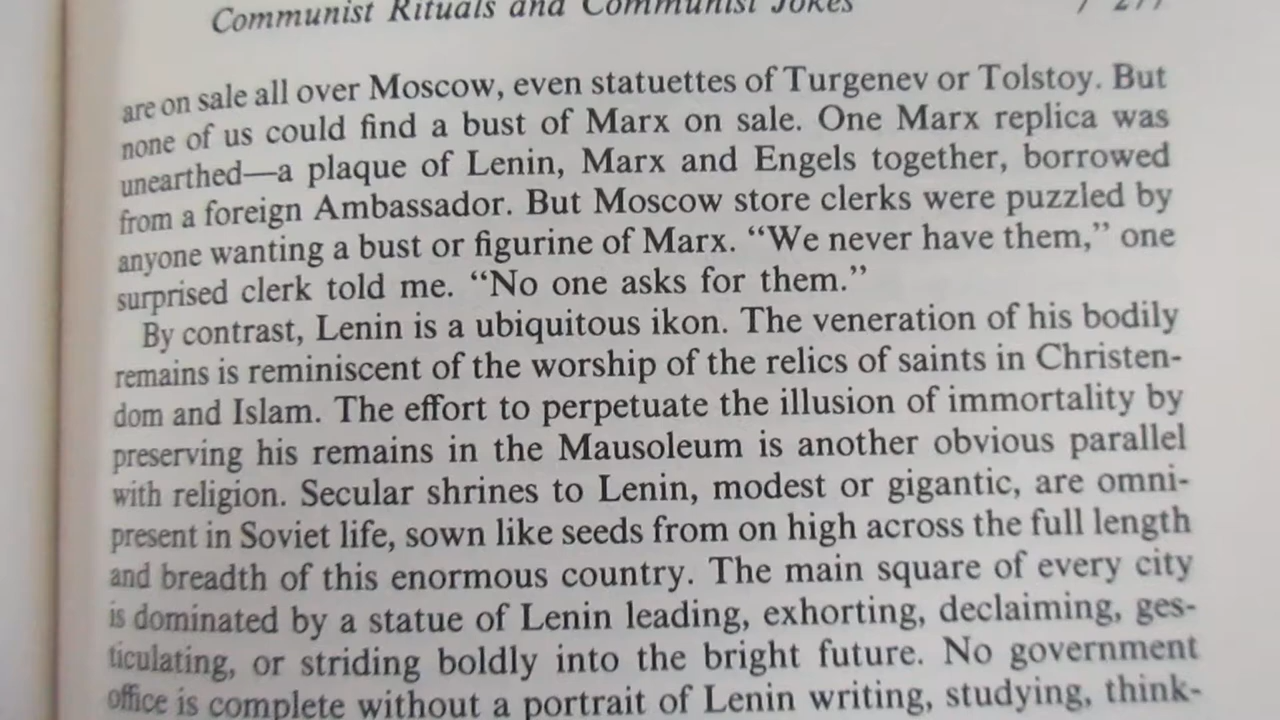 Communist Rituals and Communist Jokes / 277
are on sale all over Moscow, even statuettes of Turgenev or Tolstoy. But
none of us could find a bust of Marx on sale. One Marx replica was
unearthed—a plaque of Lenin, Marx and Engels together, borrowed
from a foreign Ambassador. But Moscow store clerks were puzzled by
anyone wanting a bust or figurine of Marx. “We never have them,” one
surprised clerk told me. “No one asks for them.”
By contrast, Lenin is a ubiquitous ikon. The veneration of his bodily
remains is reminiscent of the worship of the relics of saints in Christen-
dom and Islam. The effort to perpetuate the illusion of immortality by
preserving his remains in the Mausoleum is another obvious parallel
with religion. Secular shrines to Lenin, modest or gigantic, are omni-
present in Soviet life, sown like seeds from on high across the full length
and breadth of this enormous country. The main square of every city
is dominated by a statue of Lenin leading, exhorting, declaiming, ges-
ticulating, or striding boldly into the bright future. No government
office is complete without a portrait of Lenin writing, studying, think-